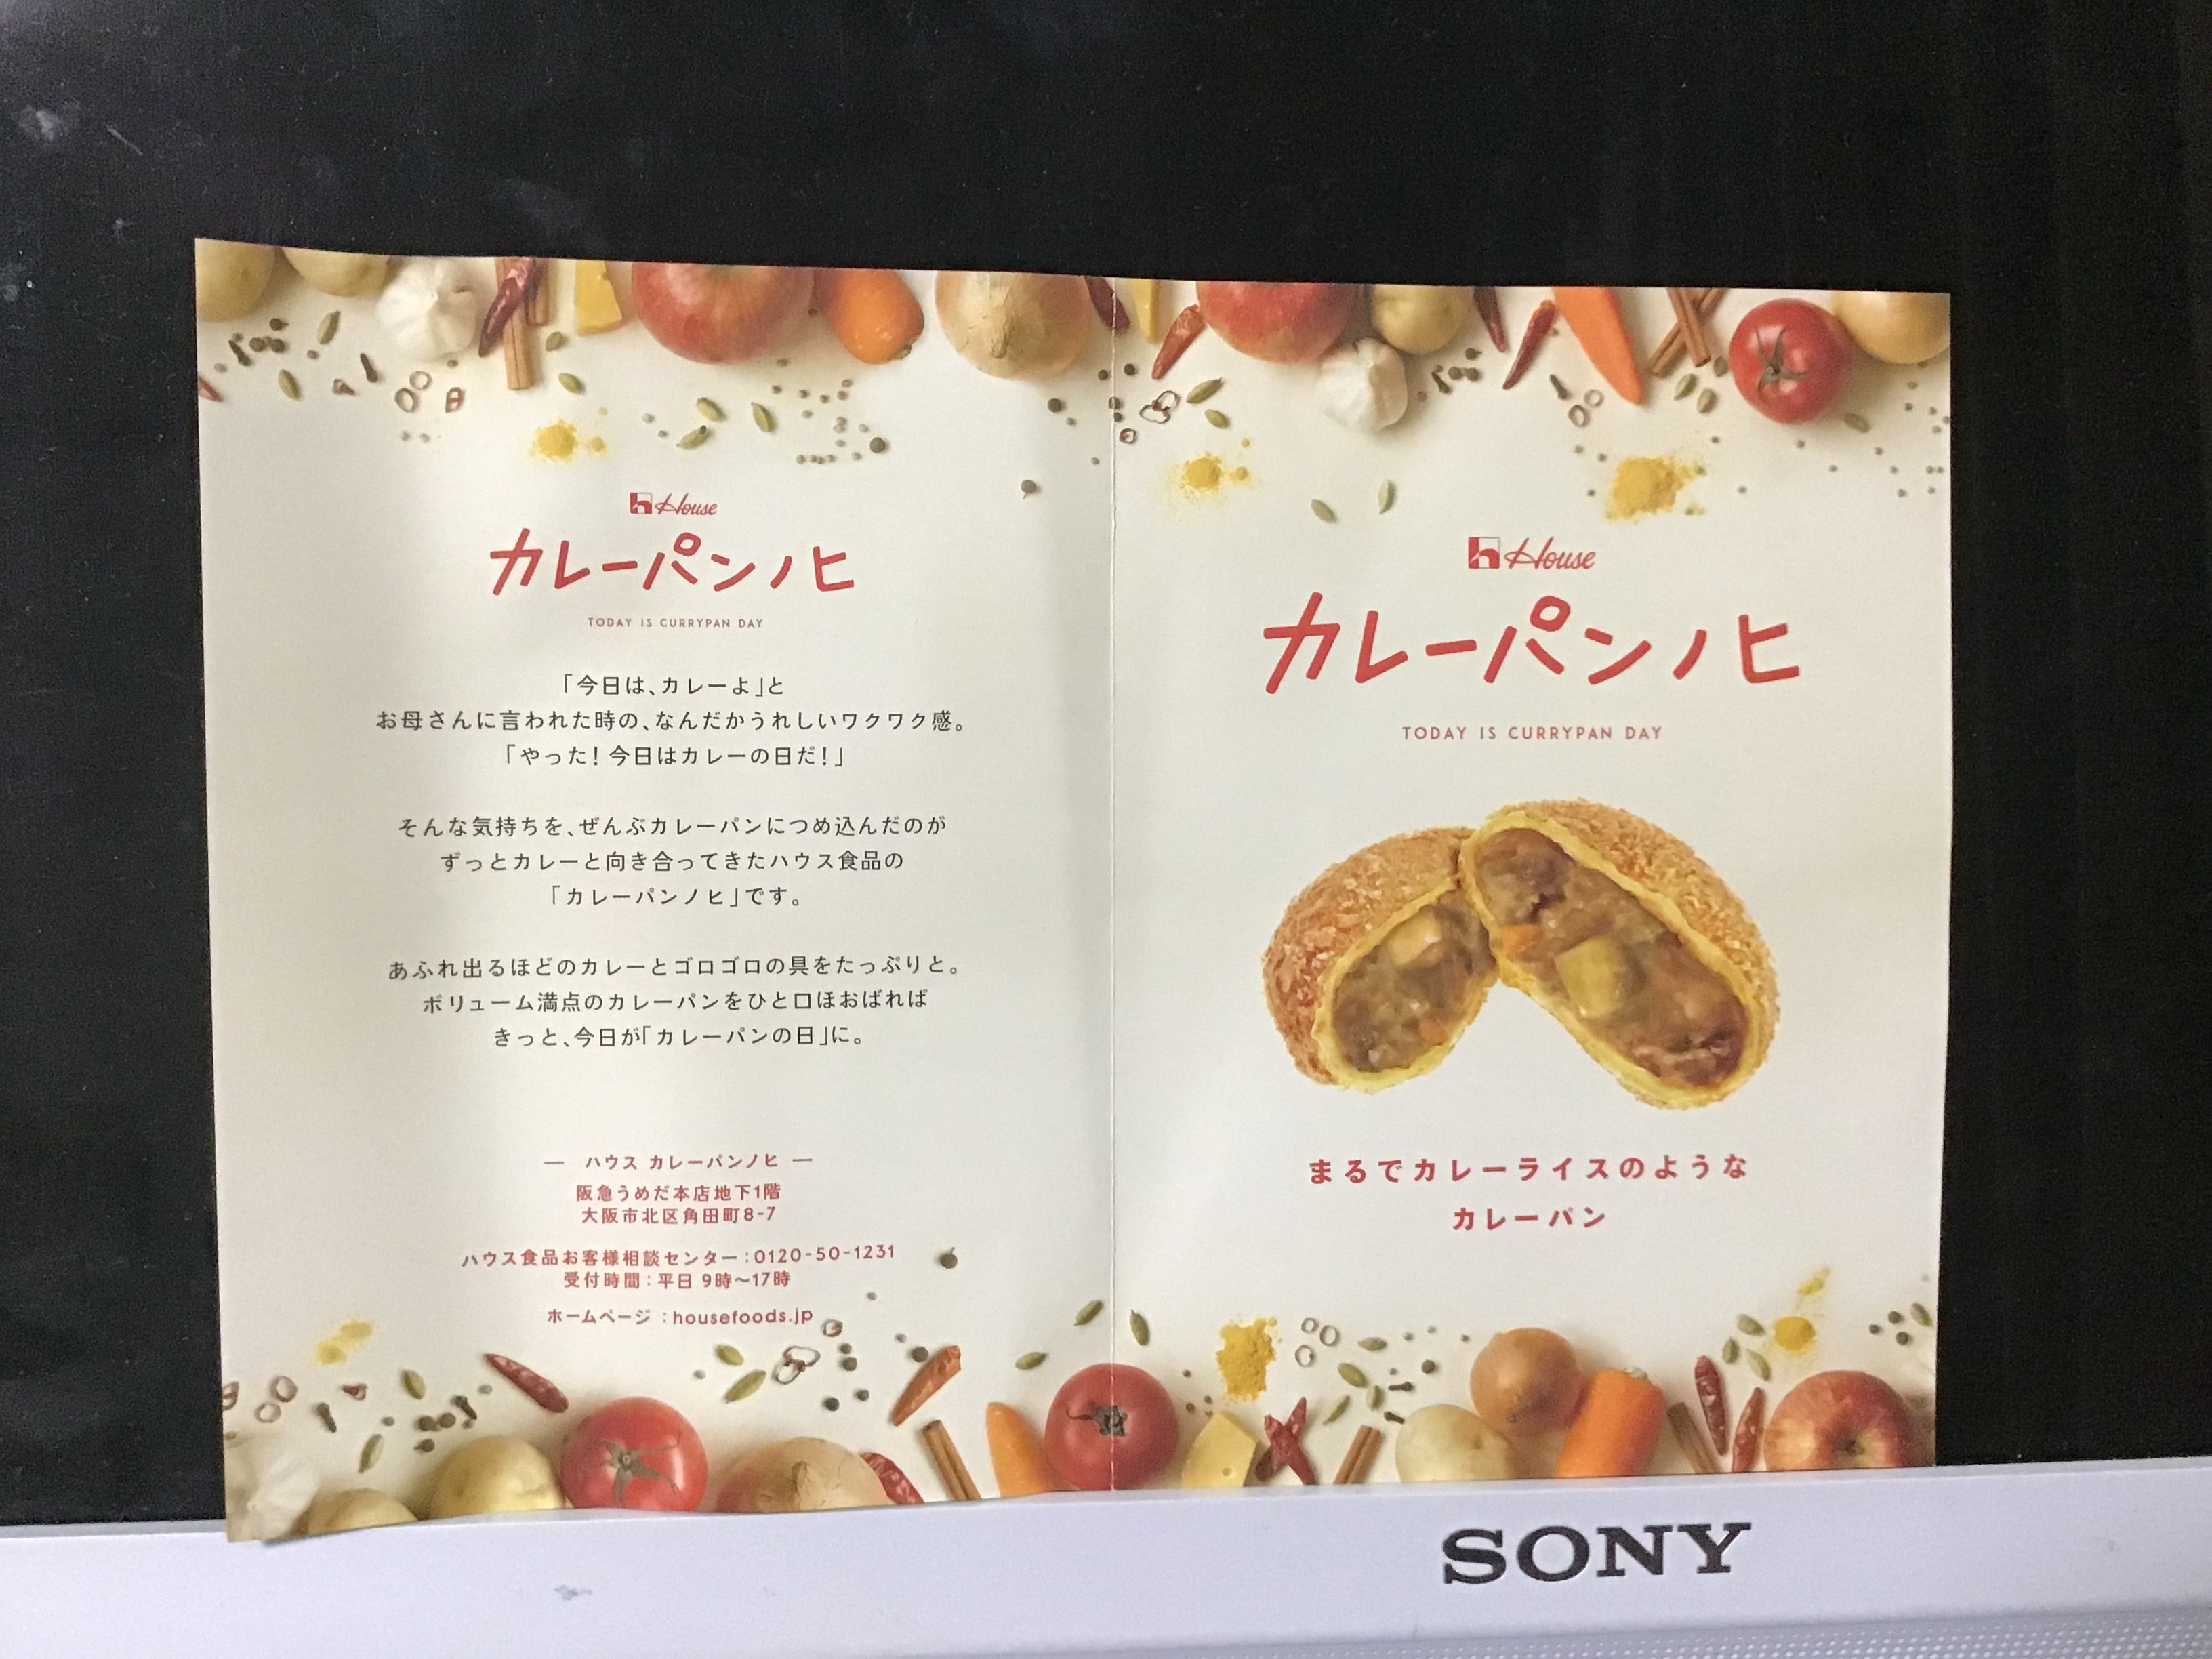 House
カレーパンノヒ
TODAY IS CURRYPAN DAY
「今日は、カレーよ」と
お母さんに言われた時の、なんだかうれしいワクワク感。
「やった！今日はカレーの日だ！」
そんな気持ちを、ぜんぶカレーパンにつめ込んだのが
ずっとカレーと向き合ってきたハウス食品の
「カレーパンノヒ」です。
あふれ出るほどのカレーとゴロゴロの具をたっぷりと。
ボリューム満点のカレーパンをひと口ほおばれば
きっと、今日が「カレーパンの日」に。
— ハウス カレーパンノヒ —
阪急うめだ本店地下1階
大阪市北区角田町8-7
ハウス食品お客様相談センター：0120-50-1231
受付時間：平日 9時〜17時
ホームページ：housefoods.jp
House
カレーパンノヒ
TODAY IS CURRYPAN DAY
まるでカレーライスのような
カレーパン
SONY